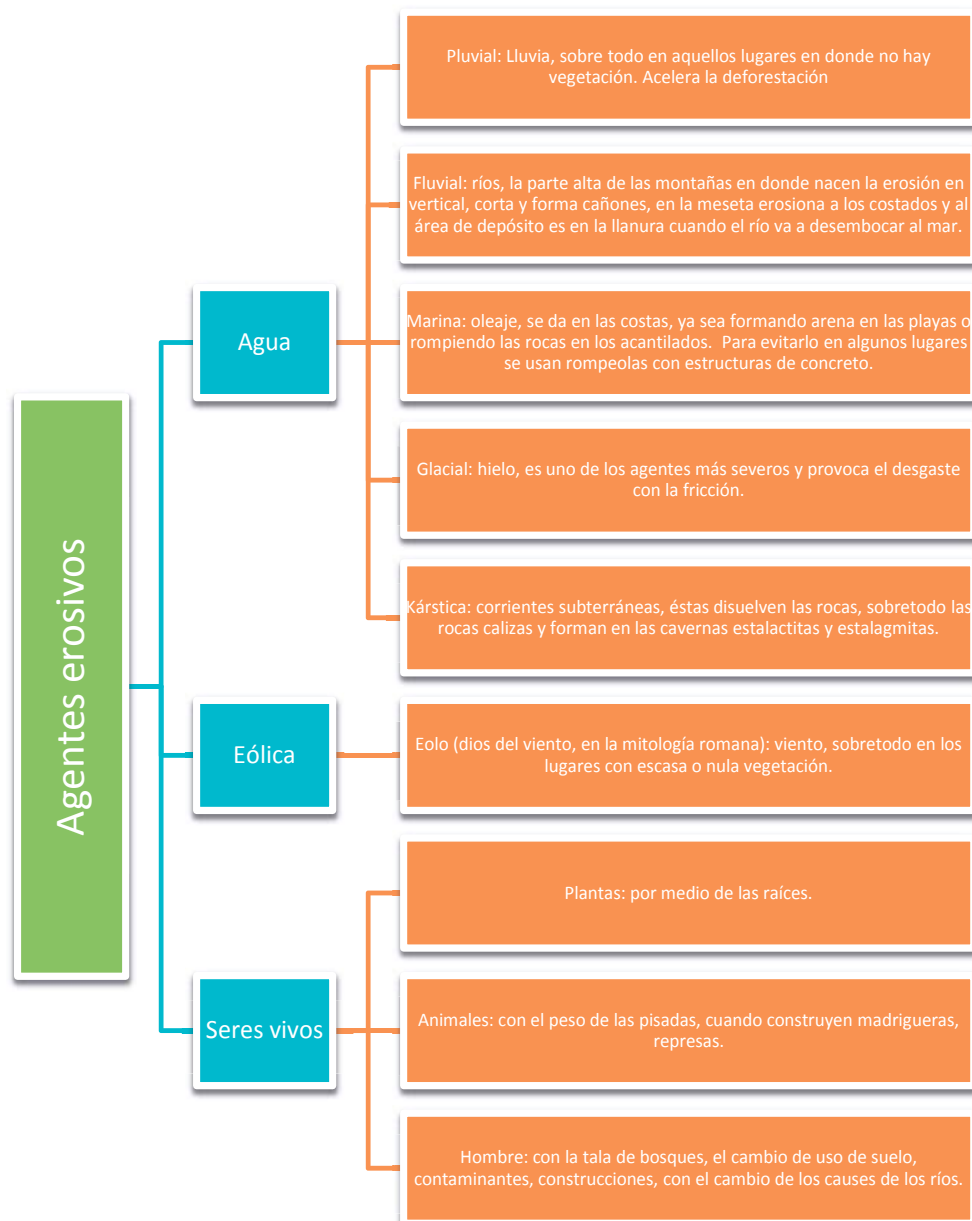 Agentes erosivos
Agua
Pluvial: Lluvia, sobre todo en aquellos lugares en donde no hay
vegetación. Acelera la deforestación
Fluvial: ríos, la parte alta de las montañas en donde nacen la erosión en
vertical, corta y forma cañones, en la meseta erosiona a los costados y al
área de depósito es en la llanura cuando el río va a desembocar al mar.
Marina: oleaje, se da en las costas, ya sea formando arena en las playas o
rompiendo las rocas en los acantilados. Para evitarlo en algunos lugares
se usan rompeolas con estructuras de concreto.
Glacial: hielo, es uno de los agentes más severos y provoca el desgaste
con la fricción.
Kárstica: corrientes subterráneas, éstas disuelven las rocas, sobretodo las
rocas calizas y forman en las cavernas estalactitas y estalagmitas.
Eólica
Eolo (dios del viento, en la mitología romana): viento, sobretodo en los
lugares con escasa o nula vegetación.
Seres vivos
Plantas: por medio de las raíces.
Animales: con el peso de las pisadas, cuando construyen madrigueras,
represas.
Hombre: con la tala de bosques, el cambio de uso de suelo,
contaminantes, construcciones, con el cambio de los causes de los ríos.